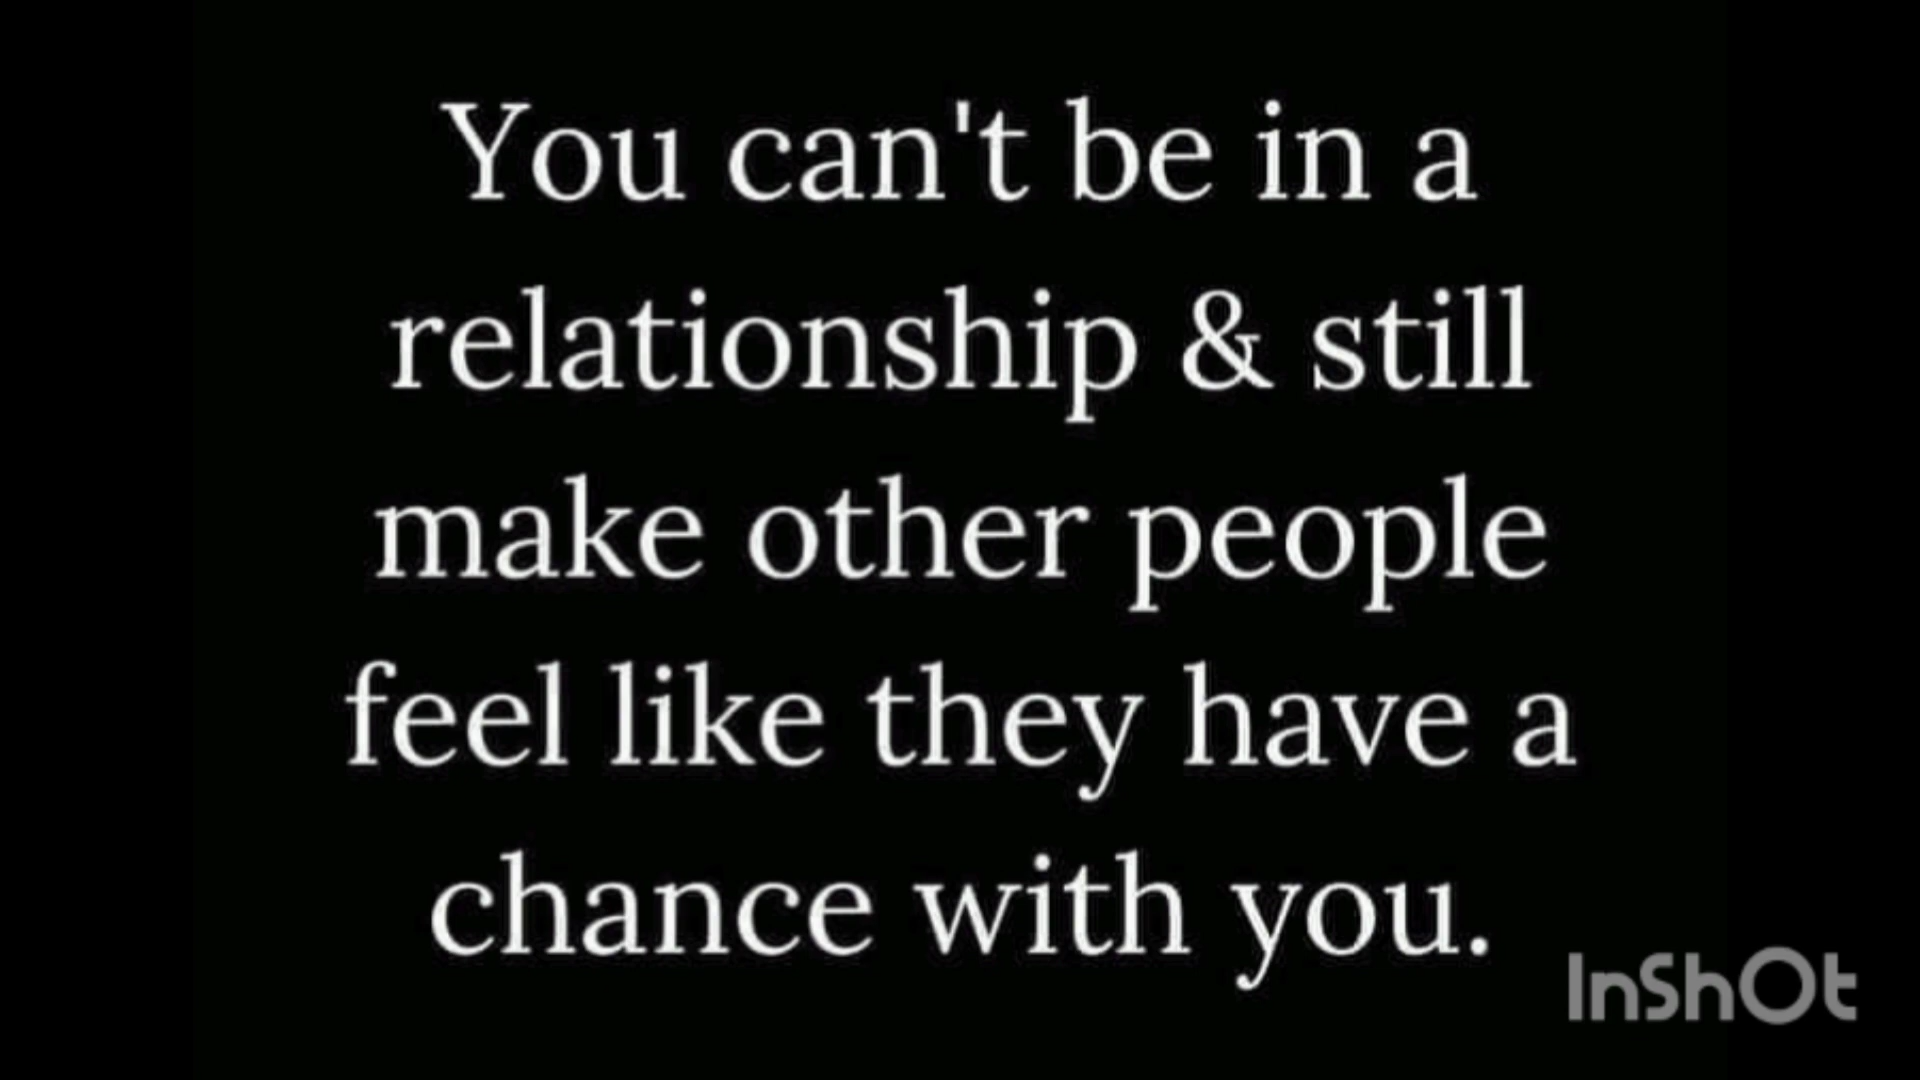 You can't be in a
relationship & still
make other people
feel like they have a
chance with you.
InShOt